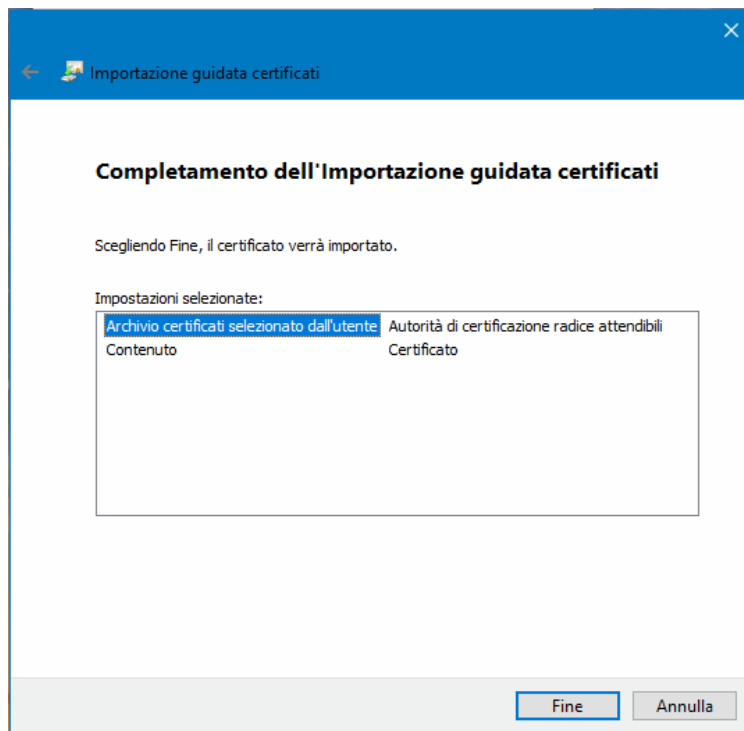 Importazione guidata certificati
Completamento dell'Importazione guidata certificati
Scegliendo Fine, il certificato verrà importato.
Impostazioni selezionate:
Archivio certificati selezionato dall'utente Autorità di certificazione radice attendibili
Contenuto Certificato
Fine Annulla